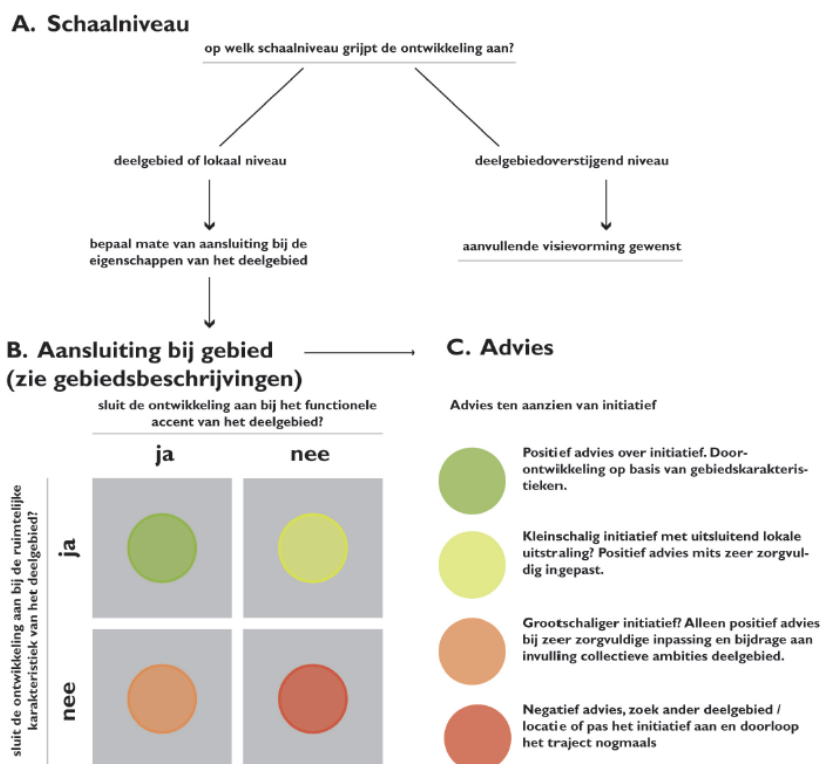 A. Schaalniveau
op welk schaalniveau grijpt de ontwikkeling aan?
deelgebied of lokaal niveau
deelgebiedoverstijgend niveau
bepaal mate van aansluiting bij de
eigenschappen van het deelgebied
aanvullende visievorming gewenst
B. Aansluiting bij gebied
(zie gebiedsbeschrijvingen)
sluit de ontwikkeling aan bij het functionele
accent van het deelgebied?
ja
nee
sluit de ontwikkeling aan bij de ruimtelijke
karakteristiek van het deelgebied?
ja
nee
C. Advies
Advies ten aanzien van initiatief
Positief advies over initiatief. Door-
ontwikkeling op basis van gebiedskarakteris-
tieken.
Kleinschalig initiatief met uitsluitend lokale
uitstraling? Positief advies mits zeer zorgvul-
dig ingepast.
Grootschaliger initiatief? Alleen positief advies
bij zeer zorgvuldige inpassing en bijdrage aan
invulling collectieve ambities deelgebied.
Negatief advies, zoek ander deelgebied /
locatie of pas het initiatief aan en doorloop
het traject nogmaals